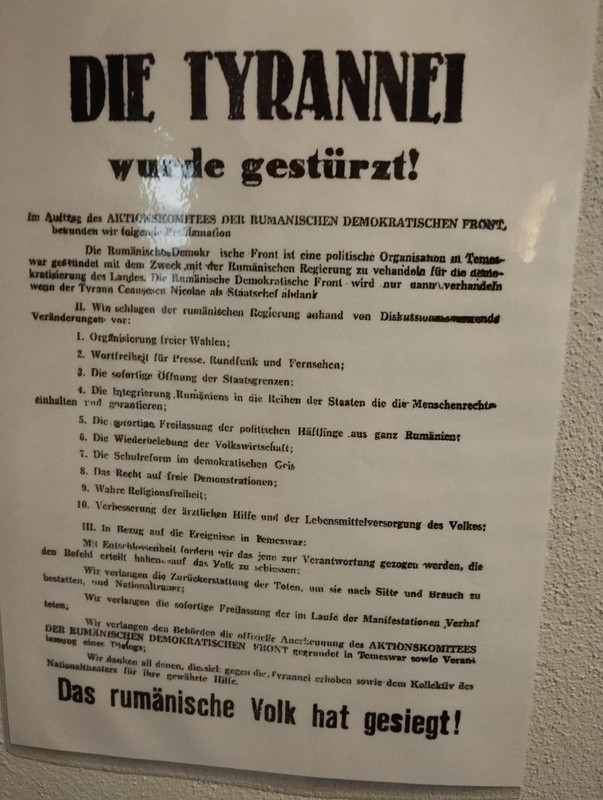 DIE TYRANNEI
wurde gestürzt!
Im Auftrag des AKTIONSKOMITEES DER RUMANISCHEN DEMOKRATISCHEN FRONT,
bekunden wir folgende
Die Rumänische Demokr ische Front ist eine politische Organisation in Temes-
war gegründet mit dem Zweck, mit der Rumänischen Regierung zu vehandeln für die demo-
kratisierung des Landes. Die Rumänische Demokratische Front wird nur dann verhandeln
wenn der Tyrann Ceauşescu Nicolae als Staatschef abdankt
II. Wir schlagen der rumänischen Regierung anhand von
Veränderungen vor:
1. Organisierung freier Wahlen;
2. Wortfreiheit für Presse, Rundfunk und Fernsehen;
3. Die sofortige Öffnung der Staatsgrenzen;
4. Die Integrierung Rumäniens in die Reihen der Staaten die die Menschenrechte
einhalten und garantieren;
5. Die sofortige Freilassung der politischen Häftlinge aus ganz Rumänien;
6. Die Wiederbelebung der Volkswirtschaft;
7. Die Schulreform im demokratischen Geis
8. Das Recht auf freie Demonstrationen;
9. Wahre Religionsfreiheit;
10. Verbesserung der ärztlichen Hilfe und der Lebensmittelversorgung des Volkes;
III. In Bezug auf die Ereignisse in Temeswar:
Mit Entschlossenheit fordern wir das jene zur Verantwortung gezogen werden, die
den Befehl erteilt haben, auf das Volk zu schiessen;
Wir verlangen die Zurückerstattung der Toten, um sie nach Sitte und Brauch zu
bestatten, und Nationaltrauer;
Wir verlangen die sofortige Freilassung der im Laufe der Manifestationen Verhaf
teten,
Wir verlangen den Behörden die offizielle Anerkennung des AKTIONSKOMITEES
DER RUMÄNISCHEN DEMOKRATISCHEN FRONT gegründet in Temeswar sowie Veran
lassung eines Dialogs;
Wir danken all denen, die sich gegen die Tyrannei erhoben sowie dem Kollektiv des
Nationaltheaters für ihre gewährte Hilfe.
Das rumänische Volk hat gesiegt!